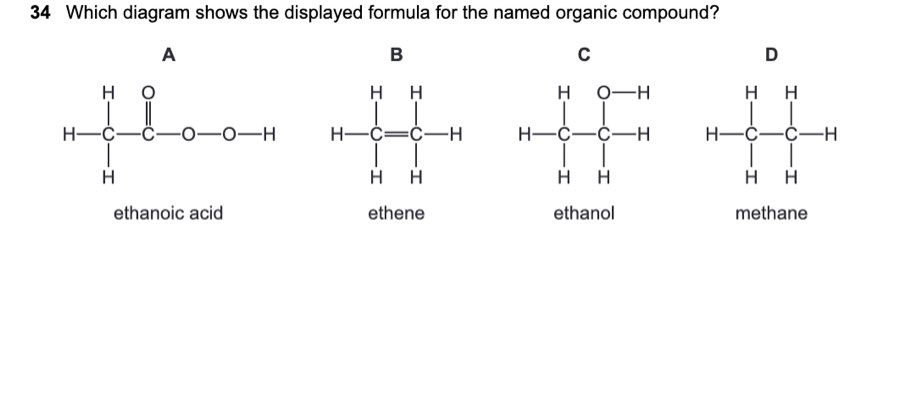 34 Which diagram shows the displayed formula for the named organic compound?
A B C D
H O H H H O—H H H
H—C—C—O—O—H H—C=C—H H—C—C—H H—C—C—H
H H H H H H H
ethanoic acid ethene ethanol methane